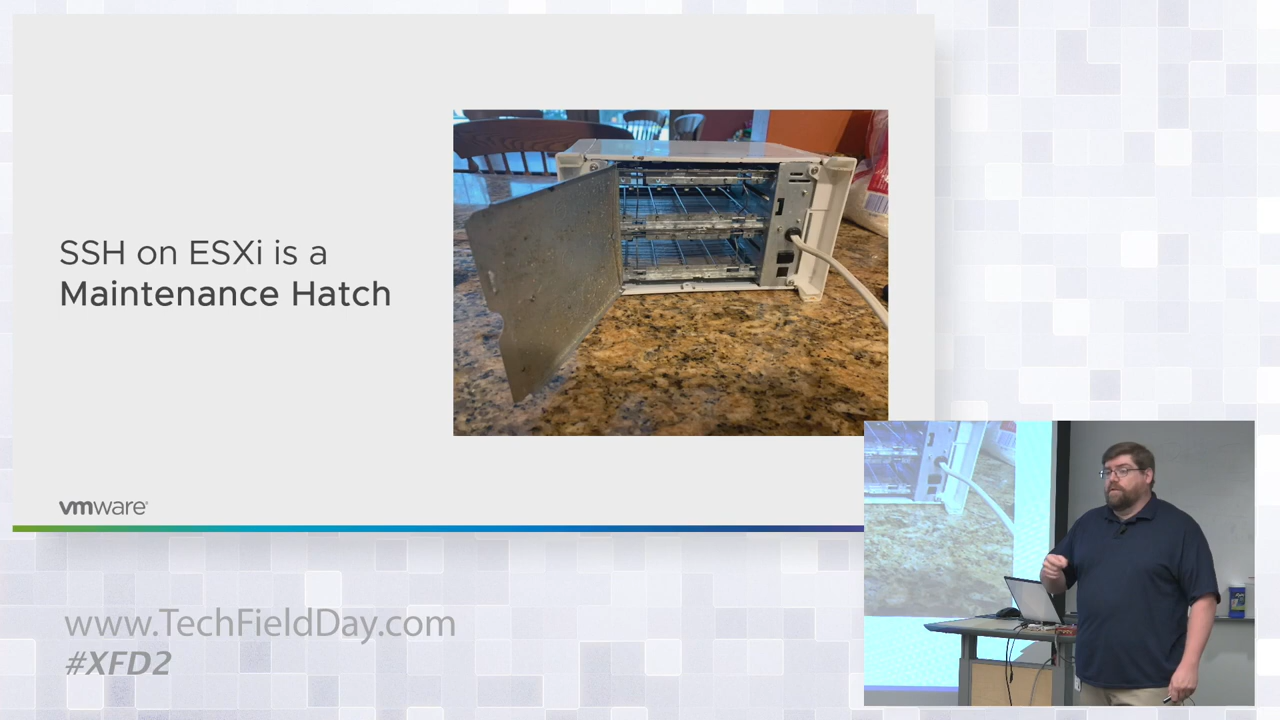 SSH on ESXi is a
Maintenance Hatch
vmware
www.TechFieldDay.com
#XFD2